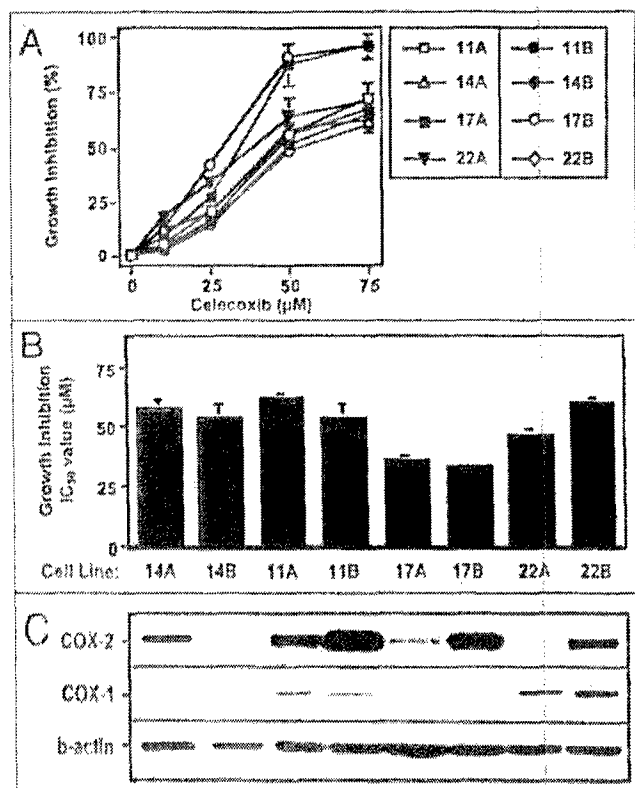 A
Growth Inhibition (%)
100
75
50
25
0
0 25 50 75
Celecoxib (µM)
11A 11B
14A 14B
17A 17B
22A 22B
B
Growth Inhibition
IC50 value (µM)
75
50
25
0
Cell Line: 14A 14B 11A 11B 17A 17B 22A 22B
C
COX-2
COX-1
b-actin